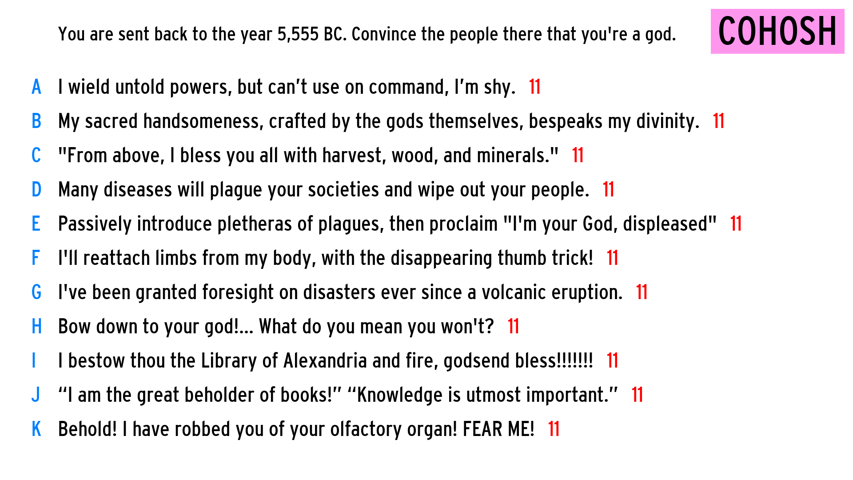 You are sent back to the year 5,555 BC. Convince the people there that you're a god.
COHOSH
A I wield untold powers, but can’t use on command, I’m shy. 11
B My sacred handsomeness, crafted by the gods themselves, bespeaks my divinity. 11
C "From above, I bless you all with harvest, wood, and minerals." 11
D Many diseases will plague your societies and wipe out your people. 11
E Passively introduce pletheras of plagues, then proclaim "I'm your God, displeased" 11
F I'll reattach limbs from my body, with the disappearing thumb trick! 11
G I've been granted foresight on disasters ever since a volcanic eruption. 11
H Bow down to your god!... What do you mean you won't? 11
I I bestow thou the Library of Alexandria and fire, godsend bless!!!!!!! 11
J “I am the great beholder of books!” “Knowledge is utmost important.” 11
K Behold! I have robbed you of your olfactory organ! FEAR ME! 11